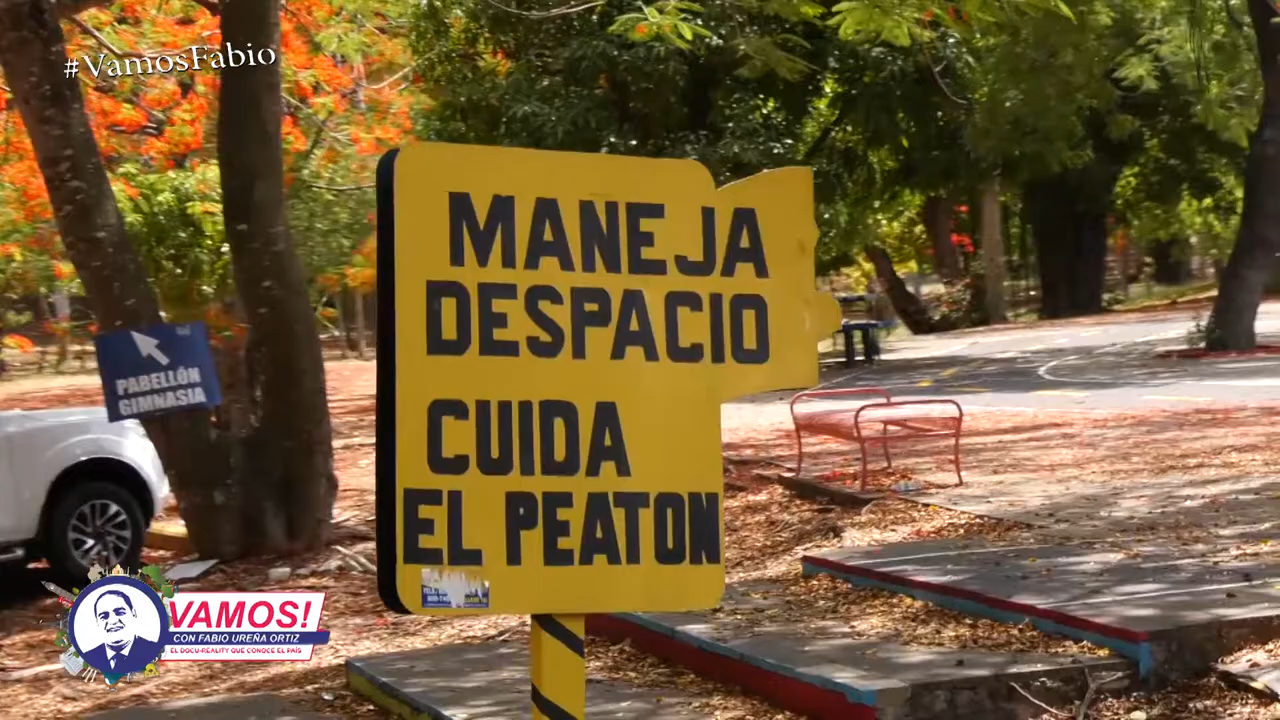 #VamosFabio
MANEJA
DESPACIO
CUIDA
EL PEATON
PABELLÓN
GIMNASIA
VAMOS!
CON FABIO UREÑA ORTIZ
EL DOCU-REALITY QUE CONOCE EL PAÍS